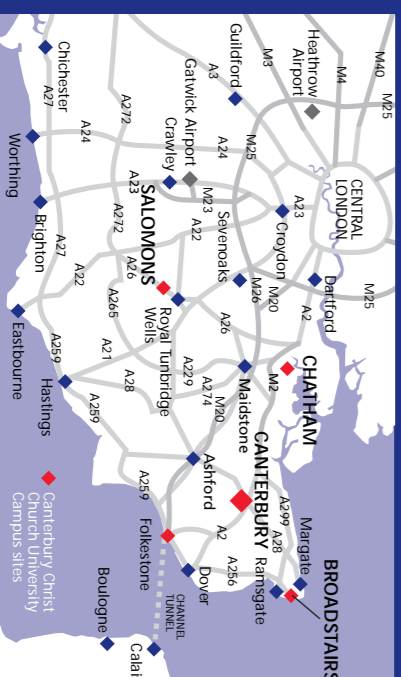 M40
M25
M4
Heathrow
Airport
M3
Guildford
A3
M25
CENTRAL
LONDON
A23
Croydon
Dartford
A2
M25
Gatwick Airport
Crawley
A24
M23
A23
Sevenoaks
M26
M20
A22
SALOMONS
Royal Tunbridge
Wells
A26
CHATHAM
M2
Maidstone
A229
A274
M20
CANTERBURY
A299
A28
Margate
BROADSTAIRS
Ramsgate
A256
A2
Dover
Ashford
Folkestone
CHANNEL
TUNNEL
A259
Chichester
A27
A272
A24
Worthing
A272
A26
Brighton
A27
A22
A265
A21
A28
Eastbourne
A259
Hastings
A259
Canterbury Christ
Church University
Campus sites
Boulogne
Calai